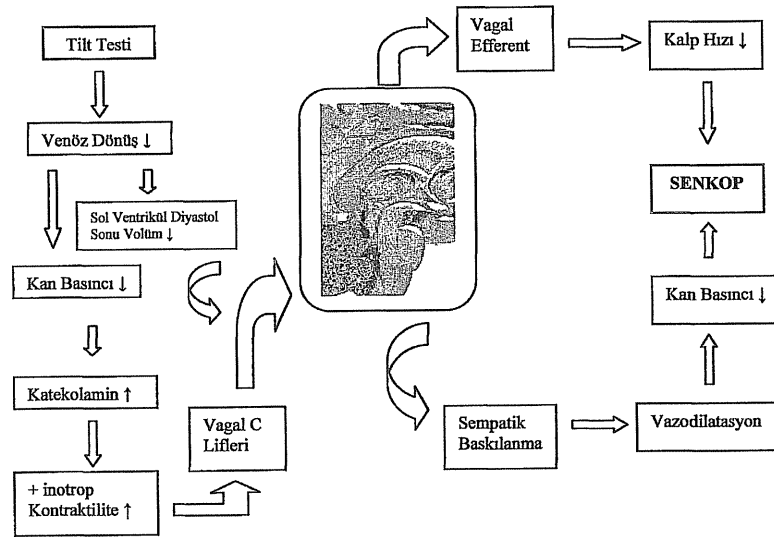 Tilt Testi
Venöz Dönüş ↓
Sol Ventrikül Diyastol
Sonu Volüm ↓
Kan Basıncı ↓
Katekolamin ↑
+ inotrop
Kontraktilite ↑
Vagal C
Lifleri
Vagal
Efferent
Kalp Hızı ↓
SENKOP
Kan Basıncı ↓
Sempatik
Baskılanma
Vazodilatasyon